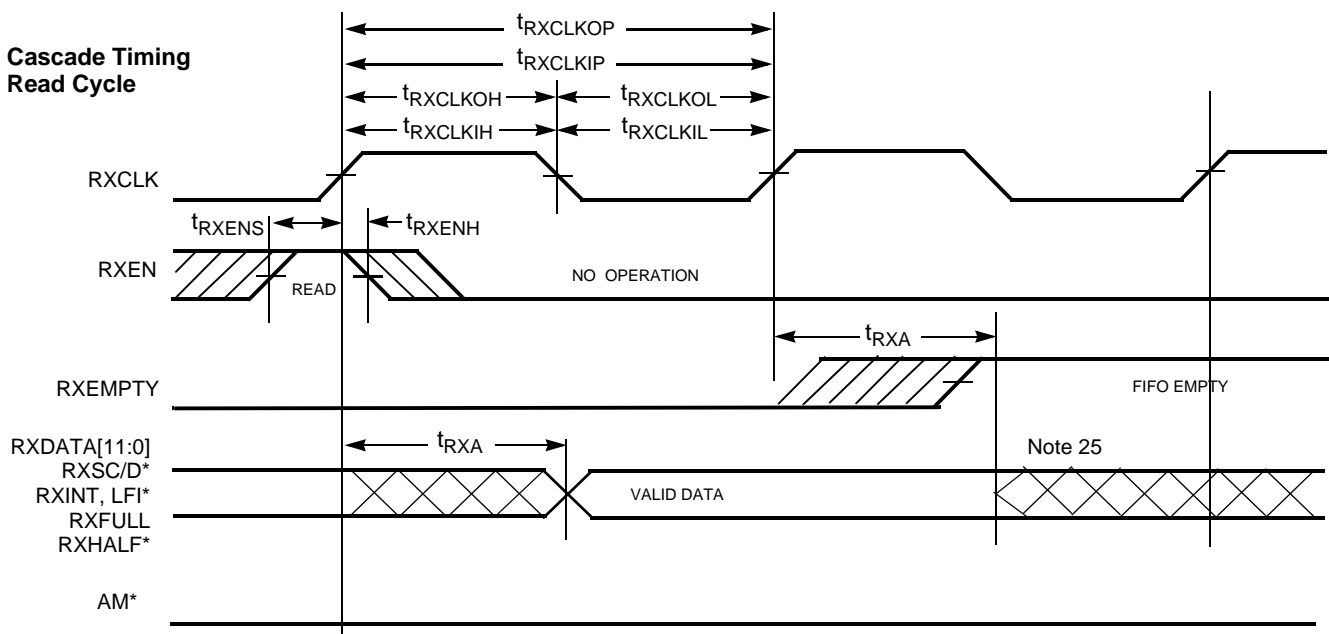 Cascade Timing
Read Cycle
tRXCLKOP
tRXCLKIP
tRXCLKOH
tRXCLKOL
tRXCLKIH
tRXCLKIL
RXCLK
tRXENS
tRXENH
RXEN
READ
NO OPERATION
tRXA
RXEMPTY
FIFO EMPTY
RXDATA[11:0]
RXSC/D*
RXINT, LFI*
RXFULL
RXHALF*
tRXA
VALID DATA
Note 25
AM*